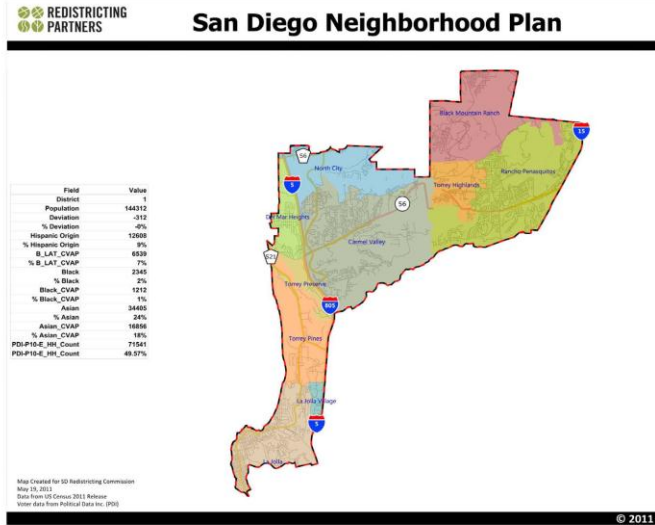 REDISTRICTING
PARTNERS
San Diego Neighborhood Plan
Black Mountain Ranch
15
56
North City
5
Torrey Highlands
Rancho Penasquitos
56
Del Mar Heights
Carmel Valley
S21
Torrey Preserve
805
Torrey Pines
La Jolla Village
5
La Jolla
Field Value
District 1
Population 144312
Deviation -312
% Deviation -0%
Hispanic Origin 12608
% Hispanic Origin 9%
B_LAT_CVAP 6539
% B_LAT_CVAP 7%
Black 2345
% Black 2%
Black_CVAP 1212
% Black_CVAP 1%
Asian 34405
% Asian 24%
Asian_CVAP 16856
% Asian_CVAP 18%
PDI-P10-E_HH_Count 71541
PDI-P10-E_HH_Count 49.57%
Map Created for SD Redistricting Commission
May 19, 2011
Data from US Census 2011 Release
Voter data from Political Data Inc. (PDI)
© 2011